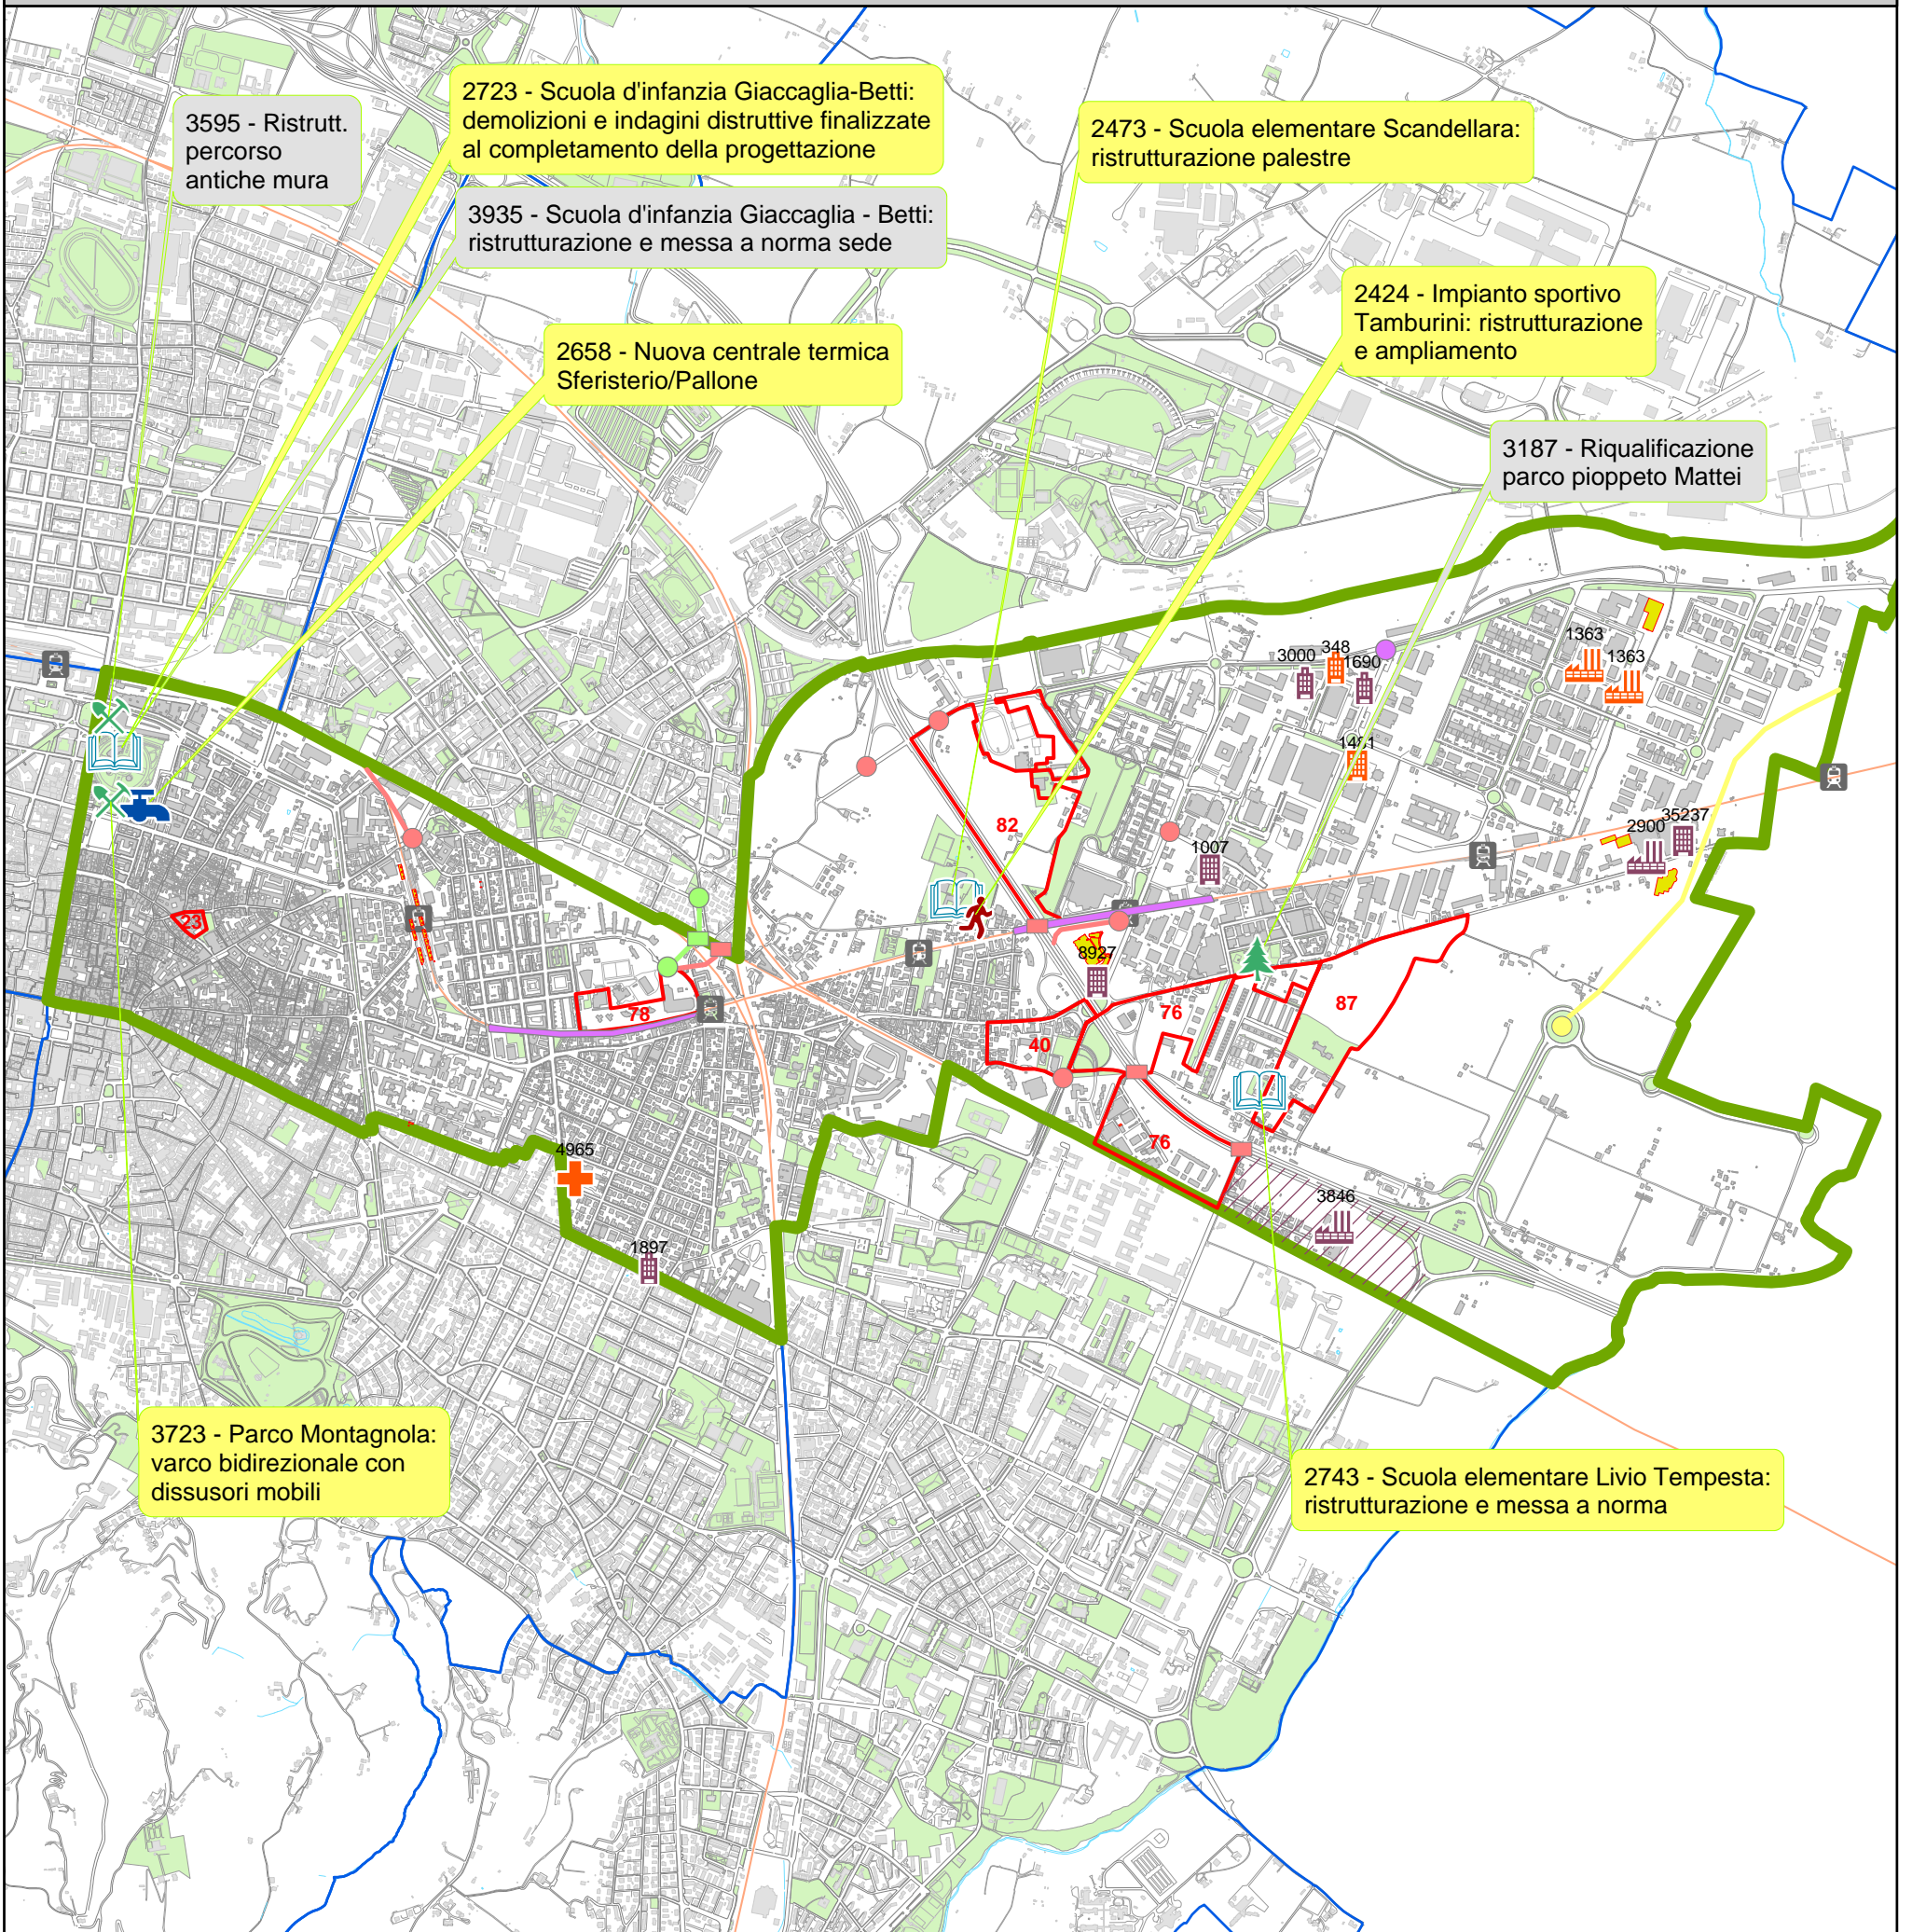 2723 - Scuola d'infanzia Giaccaglia-Betti:
demolizioni e indagini distruttive finalizzate
al completamento della progettazione
3595 - Ristrutt.
percorso
antiche mura
2473 - Scuola elementare Scandellara:
ristrutturazione palestre
3935 - Scuola d'infanzia Giaccaglia - Betti:
ristrutturazione e messa a norma sede
2424 - Impianto sportivo
Tamburini: ristrutturazione
e ampliamento
2658 - Nuova centrale termica
Sferisterio/Pallone
3187 - Riqualificazione
parco pioppeto Mattei
3000
348
1690
1363
1363
1481
82
1007
2900
35237
23
8927
78
76
87
40
76
4965
3846
1897
3723 - Parco Montagnola:
varco bidirezionale con
dissusori mobili
2743 - Scuola elementare Livio Tempesta:
ristrutturazione e messa a norma